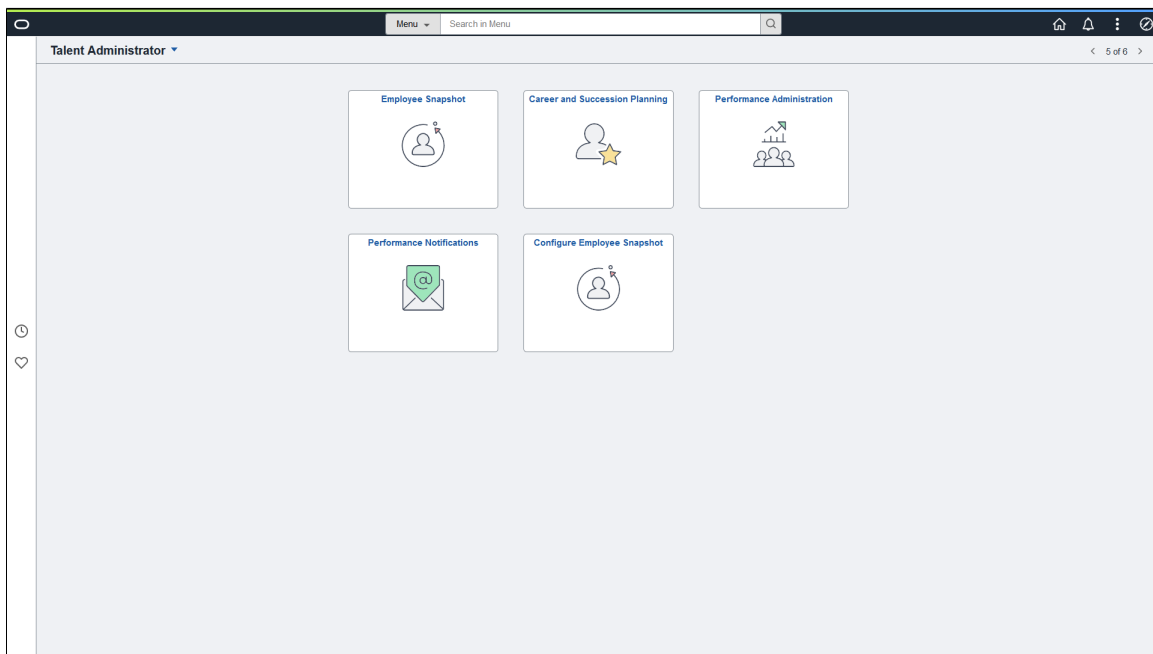 Menu
Search in Menu
Talent Administrator
5 of 6
Employee Snapshot
Career and Succession Planning
Performance Administration
Performance Notifications
@
Configure Employee Snapshot